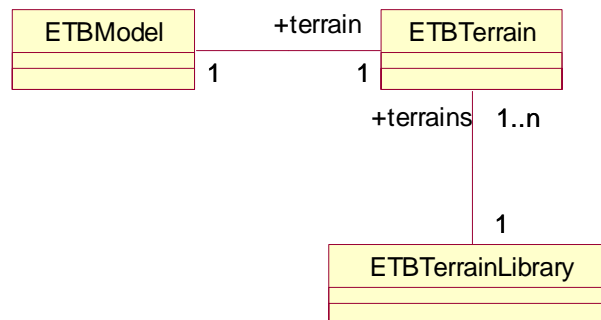 ETBModel +terrain ETBTerrain
1 1
+terrains 1..n
1
ETBTerrainLibrary